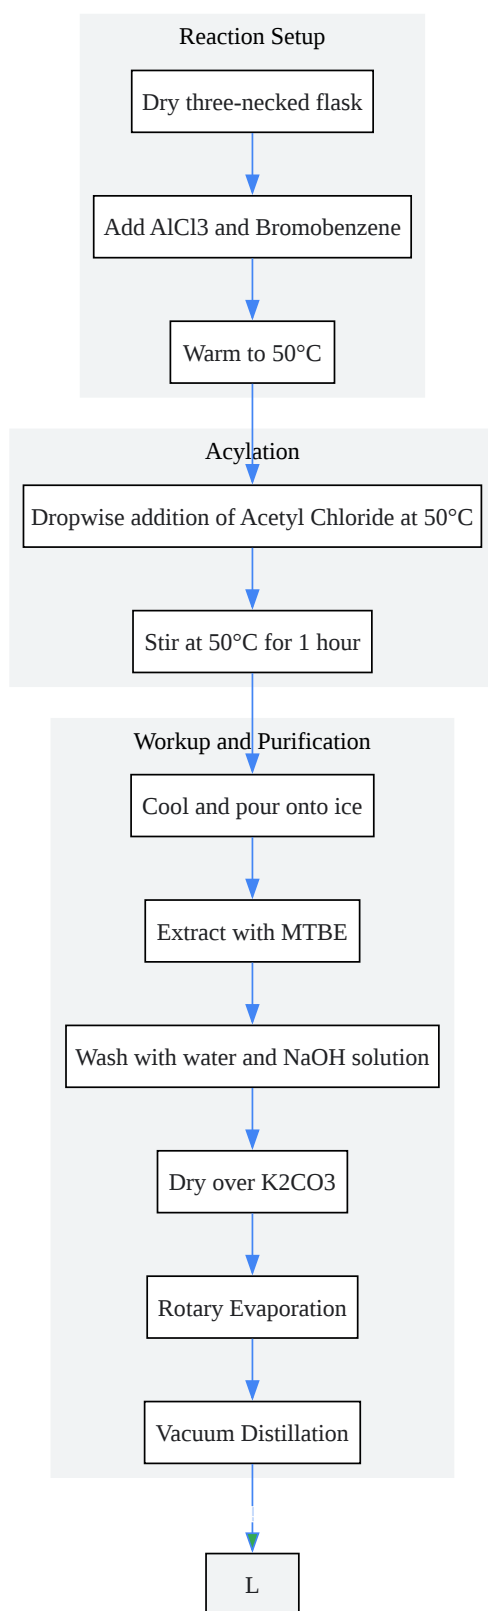 Reaction Setup
Dry three-necked flask
Add AlCl3 and Bromobenzene
Warm to 50°C
Acylation
Dropwise addition of Acetyl Chloride at 50°C
Stir at 50°C for 1 hour
Workup and Purification
Cool and pour onto ice
Extract with MTBE
Wash with water and NaOH solution
Dry over K2CO3
Rotary Evaporation
Vacuum Distillation
L